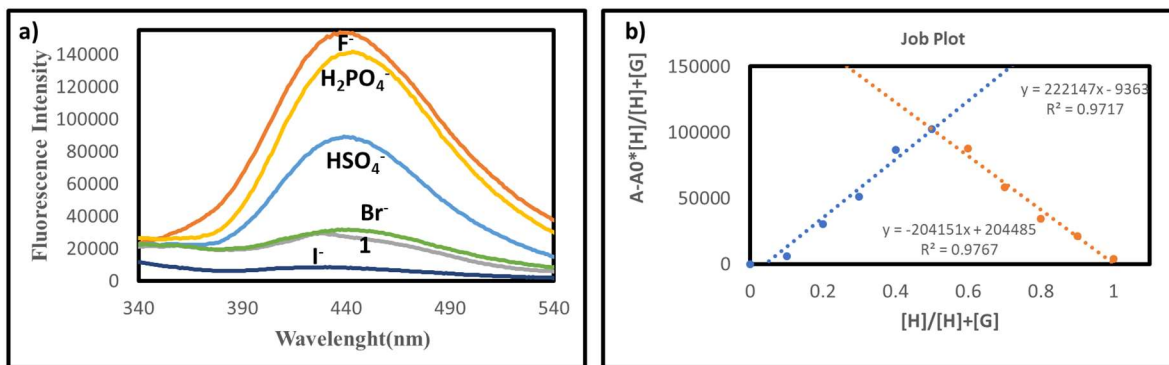 a)
Fluorescence Intensity
140000
120000
100000
80000
60000
40000
20000
0
F-
H₂PO₄-
HSO₄-
Br-
1
I-
340
390
440
490
540
Wavelenght(nm)
b)
Job Plot
A-A0*[H]/[H]+[G]
150000
100000
50000
0
y = 222147x - 9363
R² = 0.9717
y = -204151x + 204485
R² = 0.9767
0
0.2
0.4
0.6
0.8
1
[H]/[H]+[G]